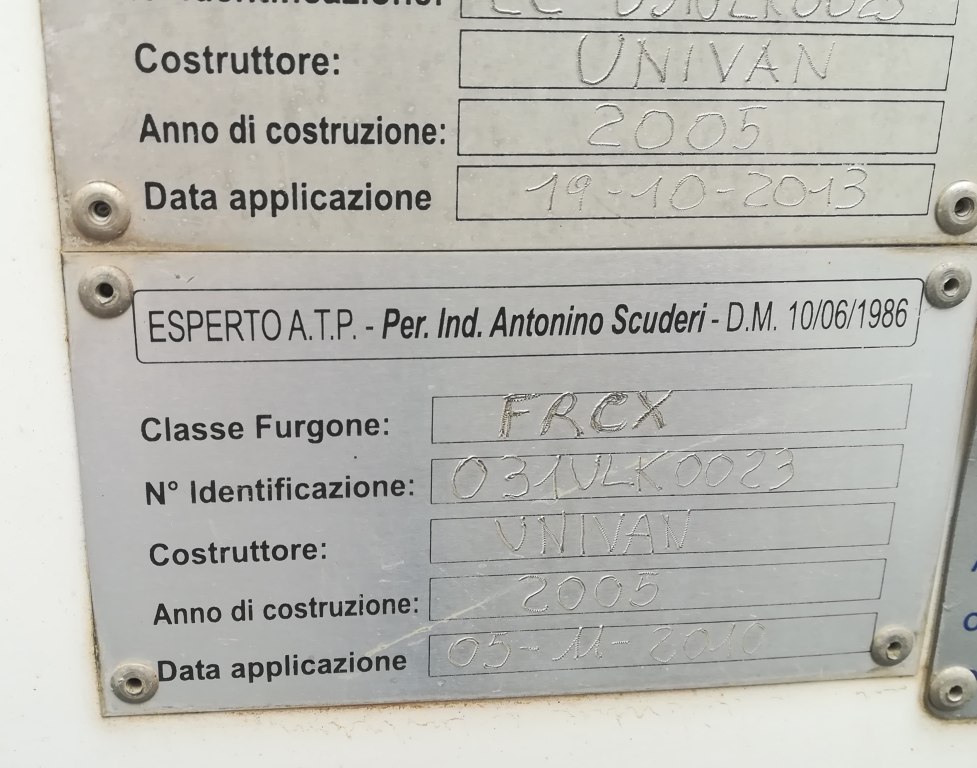 N° Identificazione:
Costruttore: UNIVAN
Anno di costruzione: 2005
Data applicazione 19-10-2013
ESPERTO A.T.P. - Per. Ind. Antonino Scuderi - D.M. 10/06/1986
Classe Furgone: FRCX
N° Identificazione: 031VLK0023
Costruttore: UNIVAN
Anno di costruzione: 2005
Data applicazione 05-11-2010